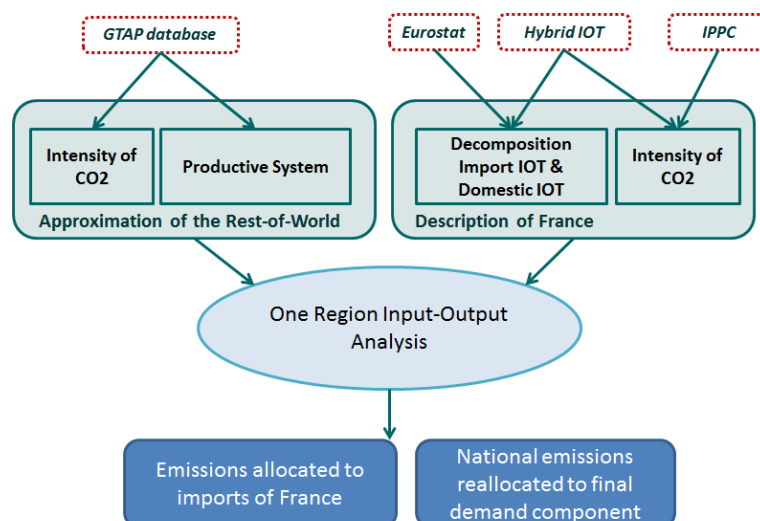 GTAP database
Eurostat
Hybrid IOT
IPPC
Intensity of
CO2
Productive System
Approximation of the Rest-of-World
Decomposition
Import IOT &
Domestic IOT
Intensity of
CO2
Description of France
One Region Input-Output
Analysis
Emissions allocated to
imports of France
National emissions
reallocated to final
demand component